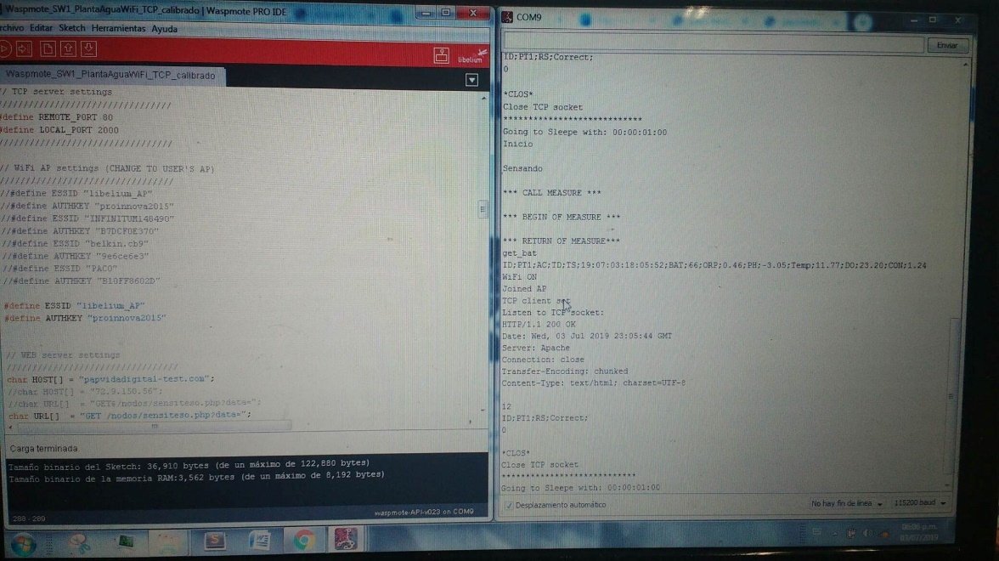 Waspmote_SW1_PlantaAguaWiFi_TCP_calibrado | Waspmote PRO IDE
rchivo Editar Sketch Herramientas Ayuda
libelium
Waspmote_SW1_PlantaAguaWiFi_TCP_calibrado
// TCP server settings
/////////////////////////////////
#define REMOTE_PORT 80
#define LOCAL_PORT 2000
/////////////////////////////////
// WiFi AP settings (CHANGE TO USER'S AP)
/////////////////////////////////
//#define ESSID "libelium_AP"
//#define AUTHKEY "proinnova2015"
//#define ESSID "INFINITUM148490"
//#define AUTHKEY "B7DCF0E370"
//#define ESSID "belkin.cb9"
//#define AUTHKEY "9e6ce6e3"
//#define ESSID "PACO"
//#define AUTHKEY "B10FF8602D"
#define ESSID "libelium_AP"
#define AUTHKEY "proinnova2015"
// WEB server settings
/////////////////////////////////
char HOST[] = "papvidadigital-test.com";
//char HOST[] = "72.9.150.56";
//char URL[] = "GET$/nodos/sensiteso.php?data=";
char URL[] = "GET /nodos/sensiteso.php?data=";
Carga terminada.
Tamaño binario del Sketch: 36,910 bytes (de un máximo de 122,880 bytes)
Tamaño binario de la memoria RAM:3,562 bytes (de un máximo de 8,192 bytes)
288 - 289
waspmote-API-v023 on COM9
COM9
Enviar
ID;PT1;RS;Correct;
0
*CLOS*
Close TCP socket
***************************
Going to Sleepe with: 00:00:01:00
Inicio
Sensando
*** CALL MEASURE ***
*** BEGIN OF MEASURE ***
*** RETURN OF MEASURE***
get_bat
ID;PT1;AC;TD;TS;19:07:03:18:05:52;BAT;66;ORP;0.46;PH;-3.05;Temp;11.77;DO;23.20;CON;1.24
WiFi ON
Joined AP
TCP client set
Listen to TCP socket:
HTTP/1.1 200 OK
Date: Wed, 03 Jul 2019 23:05:44 GMT
Server: Apache
Connection: close
Transfer-Encoding: chunked
Content-Type: text/html; charset=UTF-8
12
ID;PT1;RS;Correct;
0
*CLOS*
Close TCP socket
***************************
Going to Sleepe with: 00:00:01:00
Desplazamiento automático
No hay fin de línea
115200 baud
ES
06:06 p.m.
03/07/2019